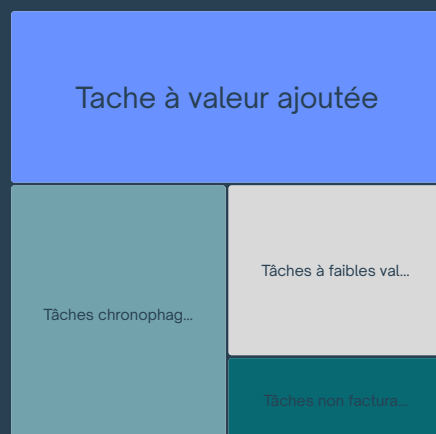 Tache à valeur ajoutée
Tâches à faibles val...
Tâches chronophag...
Tâches non factura...